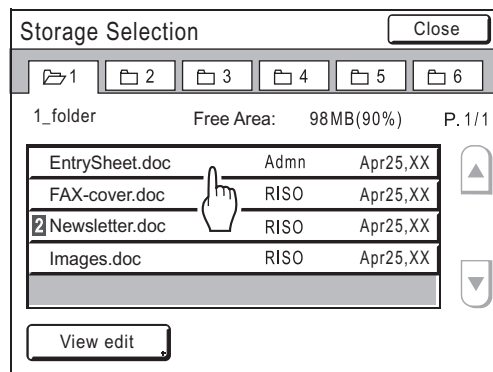 Storage Selection Close
1 2 3 4 5 6
1_folder Free Area: 98MB(90%) P.1/1
EntrySheet.doc Admn Apr25,XX
FAX-cover.doc RISO Apr25,XX
2 Newsletter.doc RISO Apr25,XX
Images.doc RISO Apr25,XX
View edit